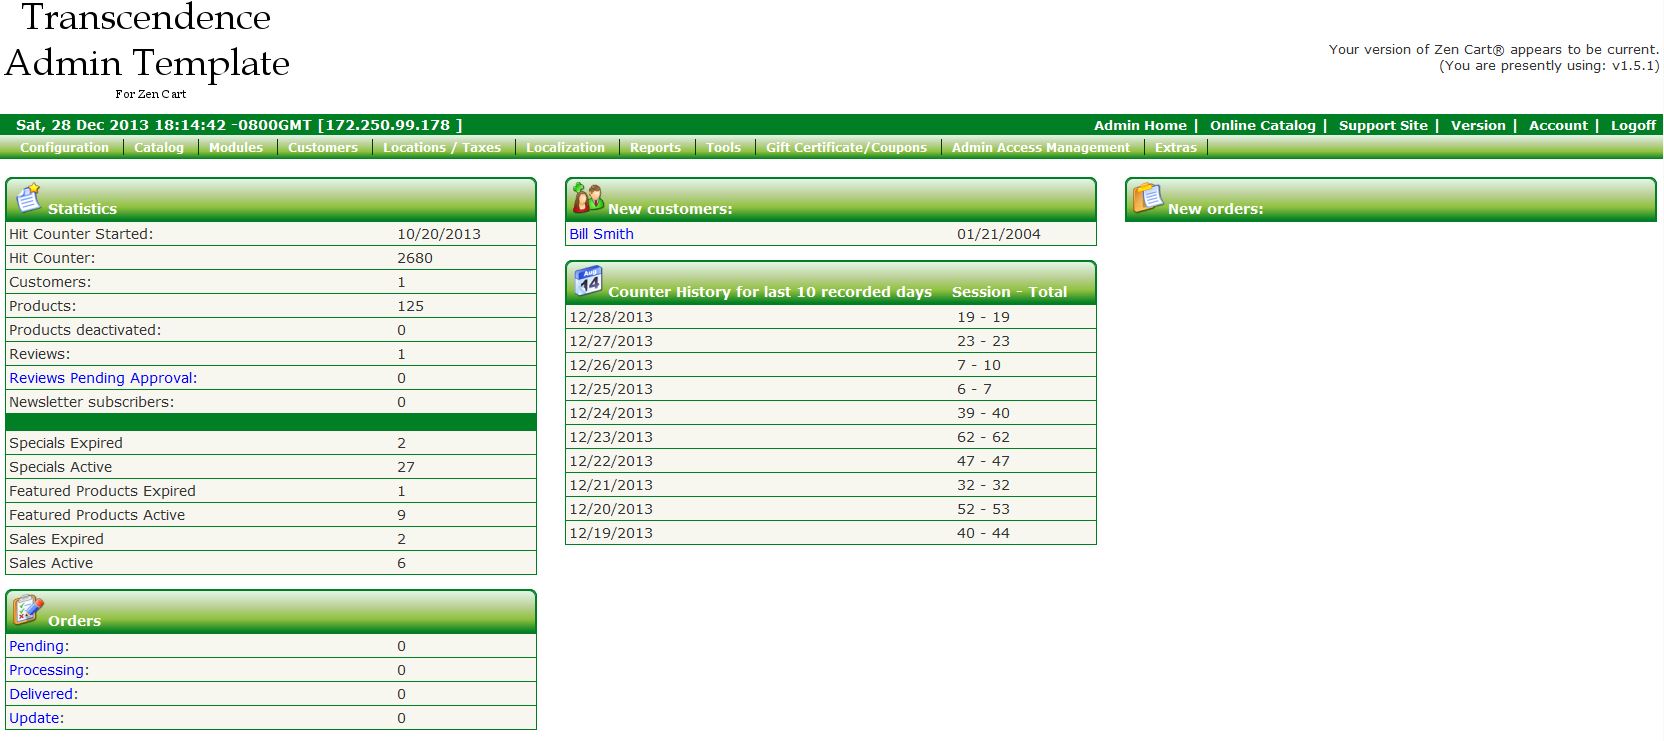 Transcendence
Admin Template
For Zen Cart
Your version of Zen Cart® appears to be current.
(You are presently using: v1.5.1)
Sat, 28 Dec 2013 18:14:42 -0800GMT [172.250.99.178 ]
Admin Home | Online Catalog | Support Site | Version | Account | Logoff
Configuration | Catalog | Modules | Customers | Locations / Taxes | Localization | Reports | Tools | Gift Certificate/Coupons | Admin Access Management | Extras |
Statistics
Hit Counter Started: 10/20/2013
Hit Counter: 2680
Customers: 1
Products: 125
Products deactivated: 0
Reviews: 1
Reviews Pending Approval: 0
Newsletter subscribers: 0
Specials Expired 2
Specials Active 27
Featured Products Expired 1
Featured Products Active 9
Sales Expired 2
Sales Active 6
Orders
Pending: 0
Processing: 0
Delivered: 0
Update: 0
New customers:
Bill Smith 01/21/2004
Aug
14
Counter History for last 10 recorded days Session - Total
12/28/2013 19 - 19
12/27/2013 23 - 23
12/26/2013 7 - 10
12/25/2013 6 - 7
12/24/2013 39 - 40
12/23/2013 62 - 62
12/22/2013 47 - 47
12/21/2013 32 - 32
12/20/2013 52 - 53
12/19/2013 40 - 44
New orders: